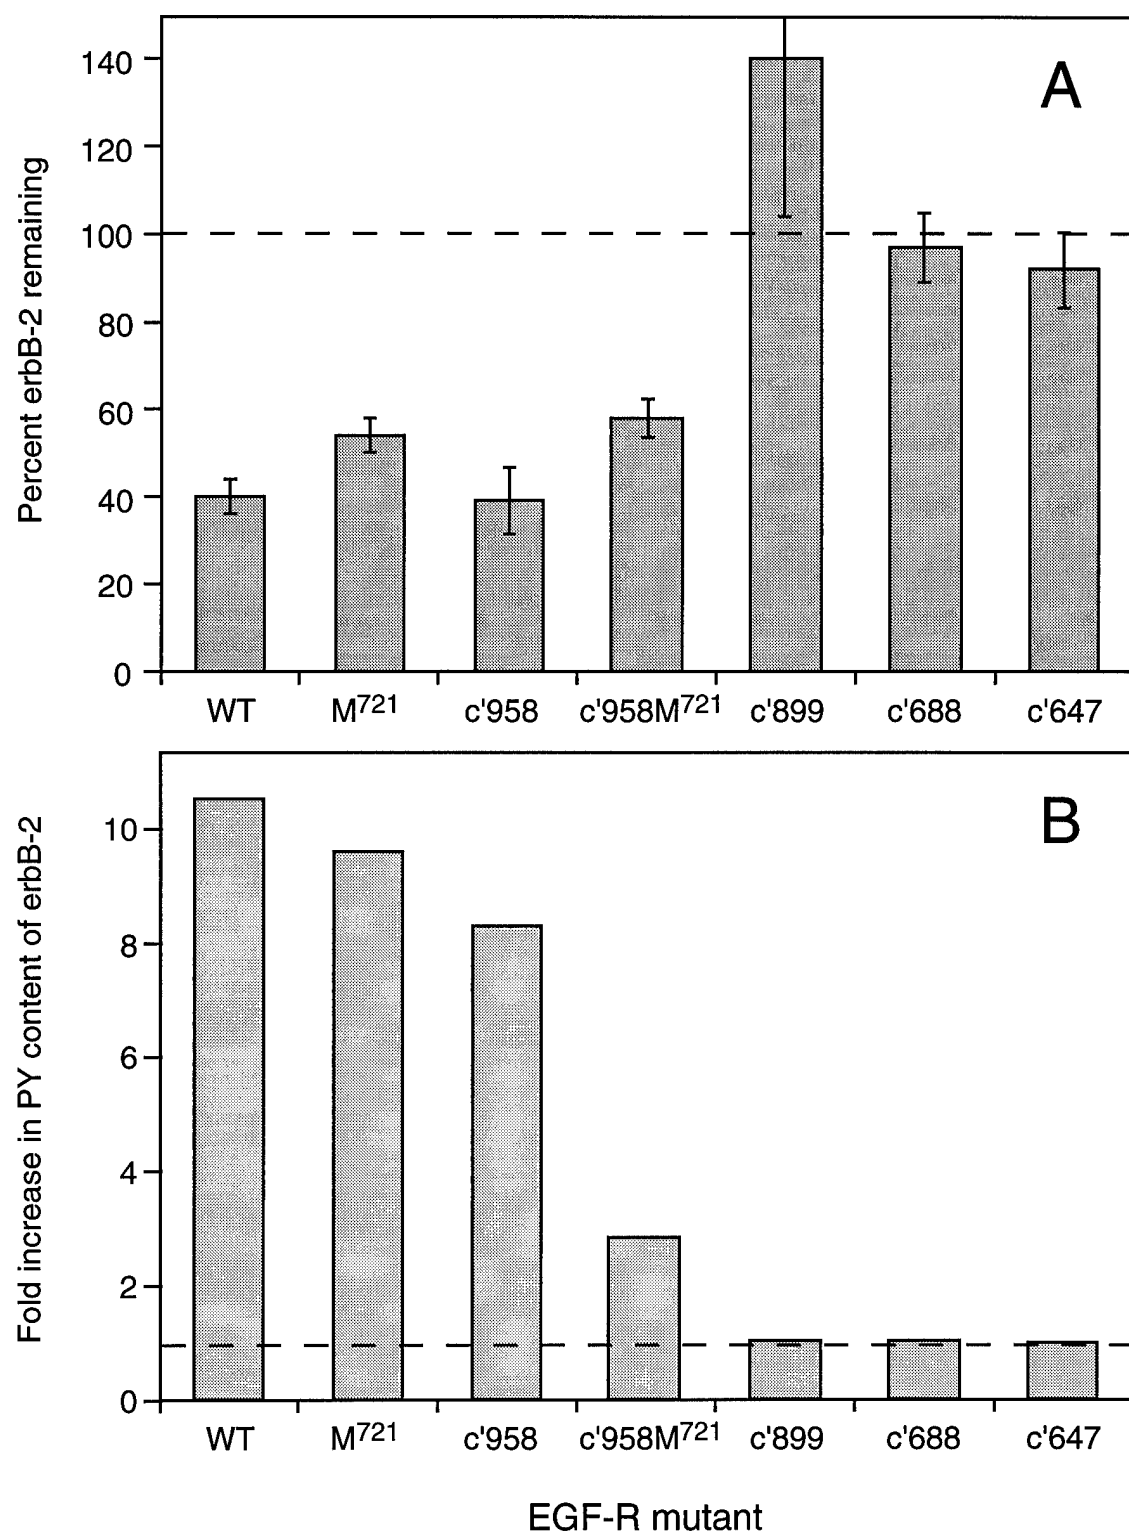 A
Percent erbB-2 remaining
140
120
100
80
60
40
20
0
WT M721 c'958 c'958M721 c'899 c'688 c'647
B
Fold increase in PY content of erbB-2
10
8
6
4
2
0
WT M721 c'958 c'958M721 c'899 c'688 c'647
EGF-R mutant